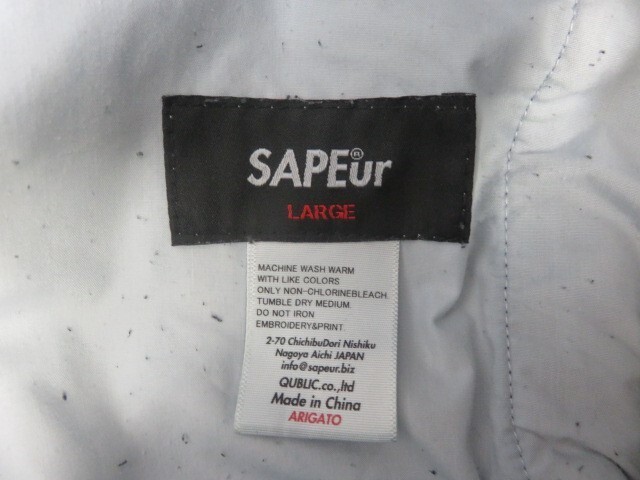 SAPEur®
LARGE
MACHINE WASH WARM
WITH LIKE COLORS
ONLY NON-CHLORINEBLEACH.
TUMBLE DRY MEDIUM.
DO NOT IRON
EMBROIDERY&PRINT.
2-70 ChichibuDori Nishiku
Nagoya Aichi JAPAN
info@sapeur.biz
QUBLIC.co.,ltd
Made in China
ARIGATO